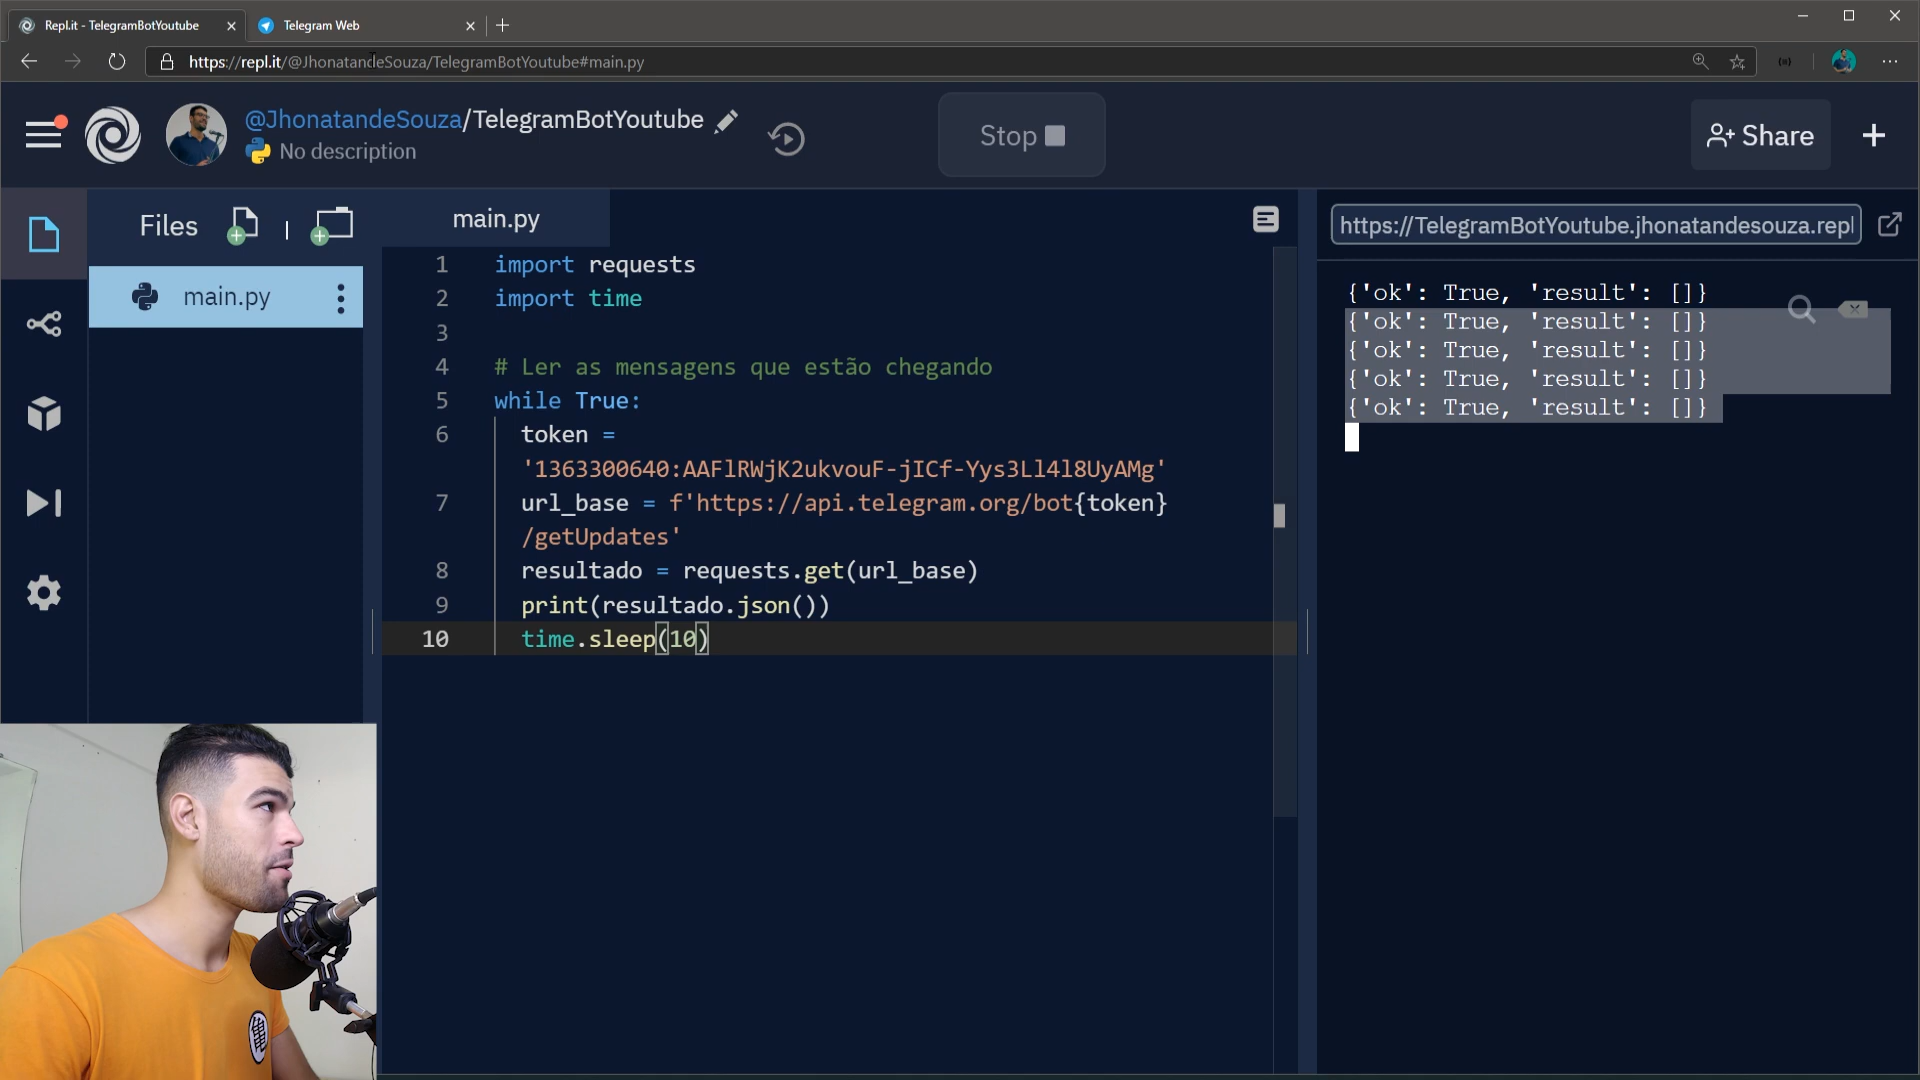 Repl.it - TelegramBotYoutube
Telegram Web
https://repl.it/@JhonatandeSouza/TelegramBotYoutube#main.py
@JhonatandeSouza/TelegramBotYoutube
No description
Stop
Share
Files
main.py
main.py
https://TelegramBotYoutube.jhonatandesouza.repl
1 import requests
2 import time
3
4 # Ler as mensagens que estão chegando
5 while True:
6 token =
'1363300640:AAFlRWjK2ukvouF-jICf-Yys3Ll4l8UyAMg'
7 url_base = f'https://api.telegram.org/bot{token}
/getUpdates'
8 resultado = requests.get(url_base)
9 print(resultado.json())
10 time.sleep(10)
{'ok': True, 'result': []}
{'ok': True, 'result': []}
{'ok': True, 'result': []}
{'ok': True, 'result': []}
{'ok': True, 'result': []}
亀